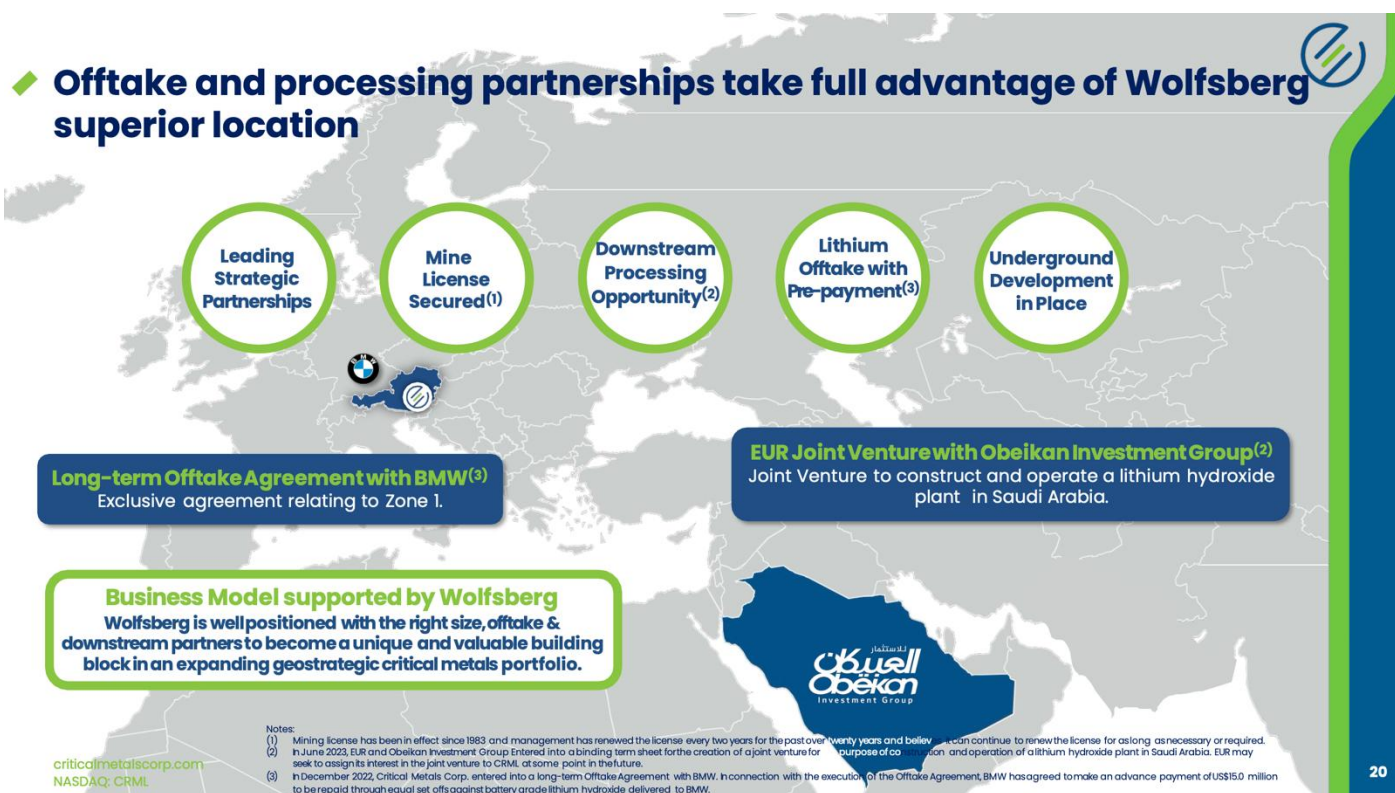 Offtake and processing partnerships take full advantage of Wolfsberg
superior location
Leading
Strategic
Partnerships
Mine
License
Secured(1)
Downstream
Processing
Opportunity(2)
Lithium
Offtake with
Pre-payment(3)
Underground
Development
in Place
BMW
Long-term Offtake Agreement with BMW(3)
Exclusive agreement relating to Zone 1.
EUR Joint Venture with Obeikan Investment Group(2)
Joint Venture to construct and operate a lithium hydroxide
plant in Saudi Arabia.
Business Model supported by Wolfsberg
Wolfsberg is well positioned with the right size, offtake &
downstream partners to become a unique and valuable building
block in an expanding geostrategic critical metals portfolio.
للاستثمار
العبيكان
Obēkan
Investment Group
Notes:
(1) Mining license has been in effect since 1983 and management has renewed the license every two years for the past over twenty years and believ it can continue to renew the license for as long as necessary or required.
(2) In June 2023, EUR and Obeikan Investment Group Entered into a binding term sheet for the creation of a joint venture for purpose of co and operation of a lithium hydroxide plant in Saudi Arabia. EUR may
seek to assign its interest in the joint venture to CRML at some point in the future.
(3) In December 2022, Critical Metals Corp. entered into a long-term Offtake Agreement with BMW. In connection with the execution of the Offtake Agreement, BMW has agreed to make an advance payment of US$15.0 million
to be repaid through equal set offs against battery grade lithium hydroxide delivered to BMW.
criticalmetalscorp.com
NASDAQ: CRML
20